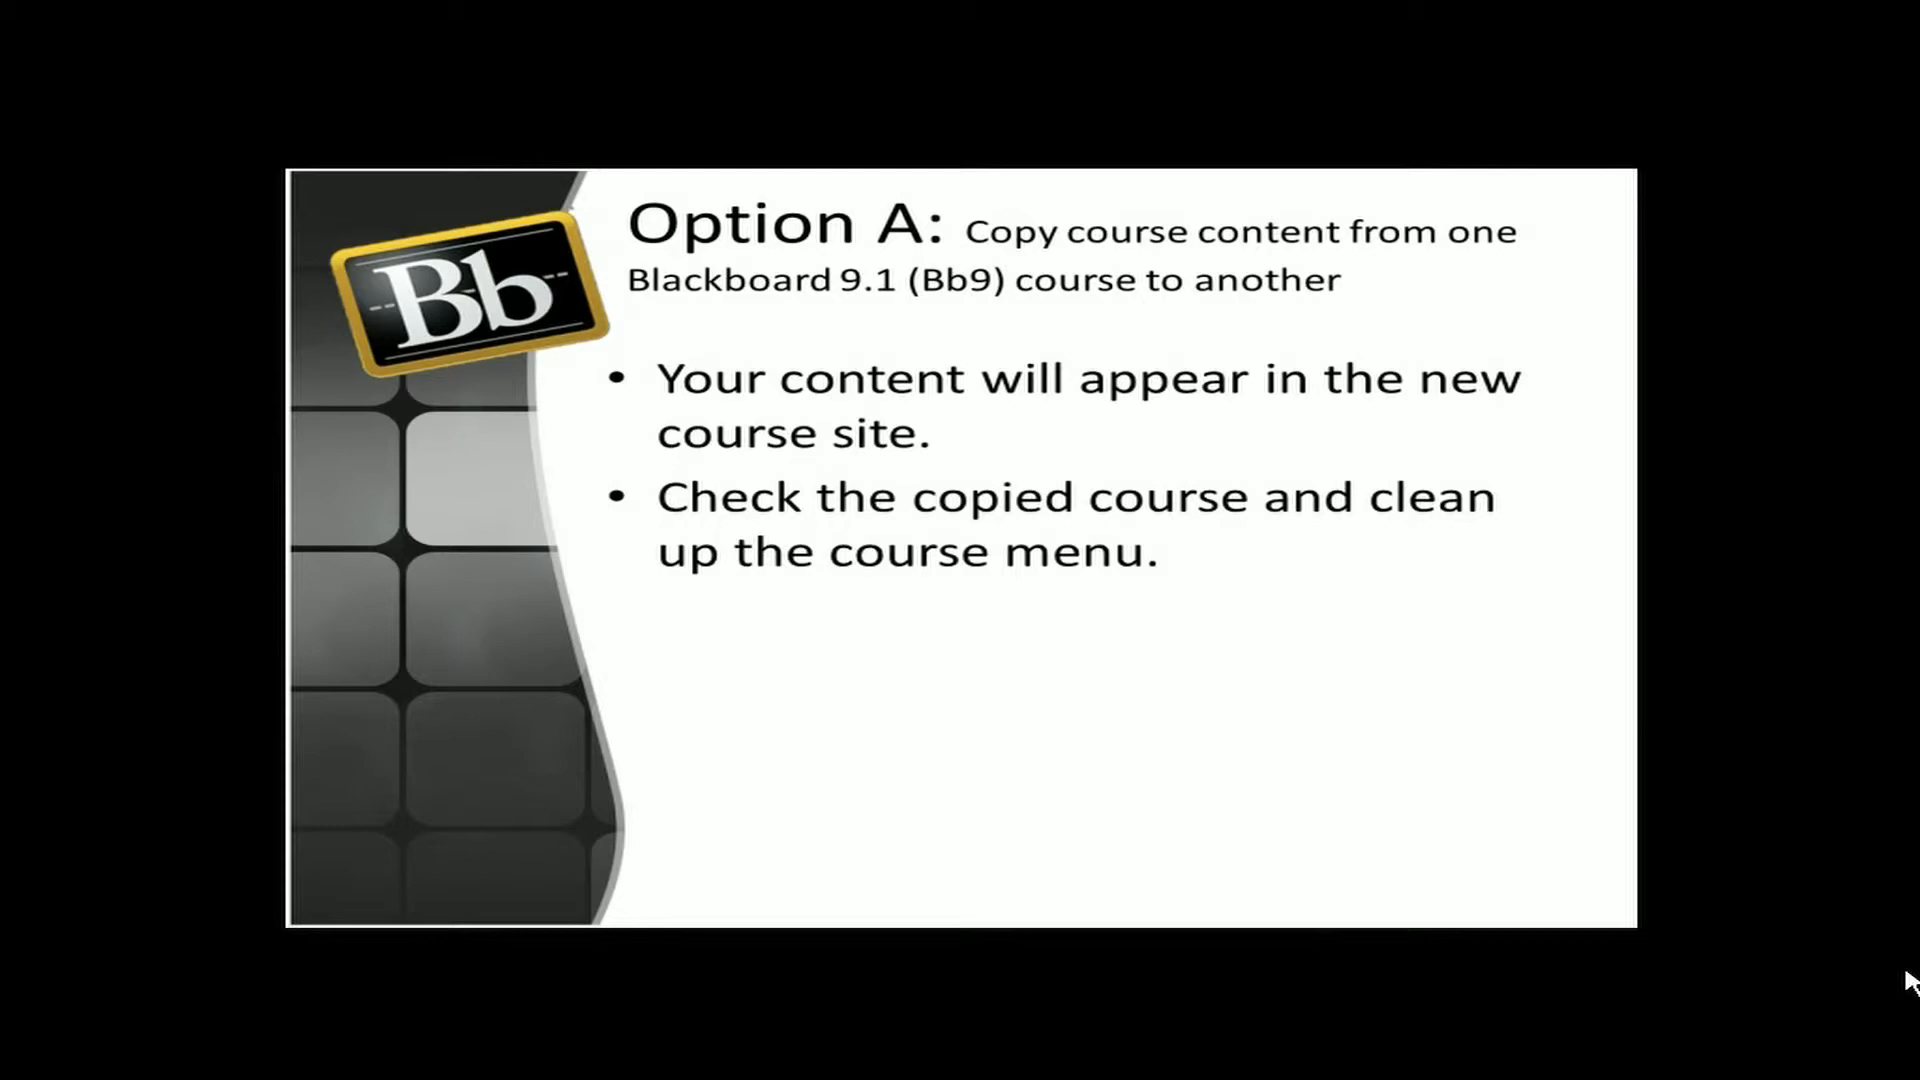 Bb
Option A: Copy course content from one
Blackboard 9.1 (Bb9) course to another
• Your content will appear in the new
course site.
• Check the copied course and clean
up the course menu.